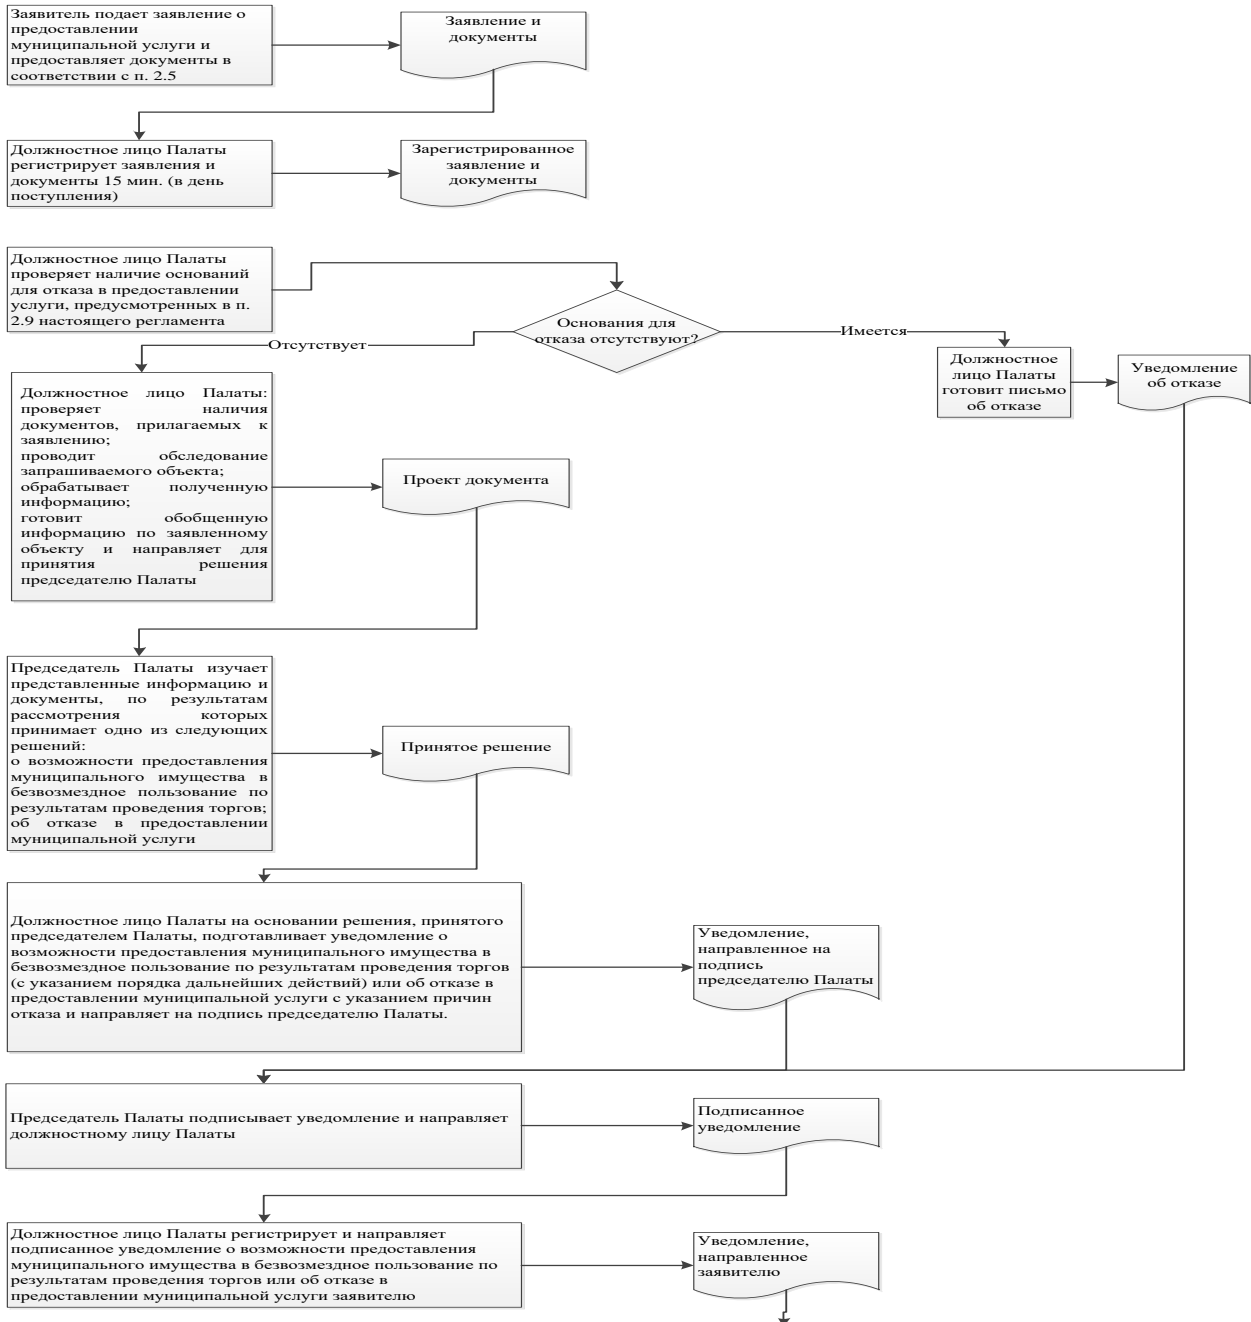 Заявитель подает заявление о
предоставлении
муниципальной услуги и
предоставляет документы в
соответствии с п. 2.5
Заявление и
документы
Должностное лицо Палаты
регистрирует заявления и
документы 15 мин. (в день
поступления)
Зарегистрированное
заявление и
документы
Должностное лицо Палаты
проверяет наличие оснований
для отказа в предоставлении
услуги, предусмотренных в п.
2.9 настоящего регламента
Основания для
отказа отсутствуют?
Отсутствует
Имеется
Должностное
лицо Палаты
готовит письмо
об отказе
Уведомление
об отказе
Должностное лицо Палаты:
проверяет наличия
документов, прилагаемых к
заявлению;
проводит обследование
запрашиваемого объекта;
обрабатывает полученную
информацию;
готовит обобщенную
информацию по заявленному
объекту и направляет для
принятия решения
председателю Палаты
Проект документа
Председатель Палаты изучает
представленные информацию и
документы, по результатам
рассмотрения которых
принимает одно из следующих
решений:
о возможности предоставления
муниципального имущества в
безвозмездное пользование по
результатам проведения торгов;
об отказе в предоставлении
муниципальной услуги
Принятое решение
Должностное лицо Палаты на основании решения, принятого
председателем Палаты, подготавливает уведомление о
возможности предоставления муниципального имущества в
безвозмездное пользование по результатам проведения торгов
(с указанием порядка дальнейших действий) или об отказе в
предоставлении муниципальной услуги с указанием причин
отказа и направляет на подпись председателю Палаты.
Уведомление,
направленное на
подпись
председателю Палаты
Председатель Палаты подписывает уведомление и направляет
должностному лицу Палаты
Подписанное
уведомление
Должностное лицо Палаты регистрирует и направляет
подписанное уведомление о возможности предоставления
муниципального имущества в безвозмездное пользование по
результатам проведения торгов или об отказе в
предоставлении муниципальной услуги заявителю
Уведомление,
направленное
заявителю